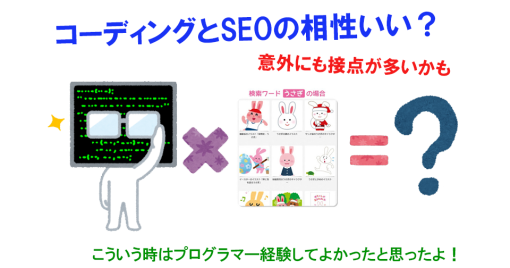 コーディングとSEOの相性いい?
意外にも接点が多いかも
検索ワード うさぎ の場合
こういう時はプログラマー経験してよかったと思ったよ!